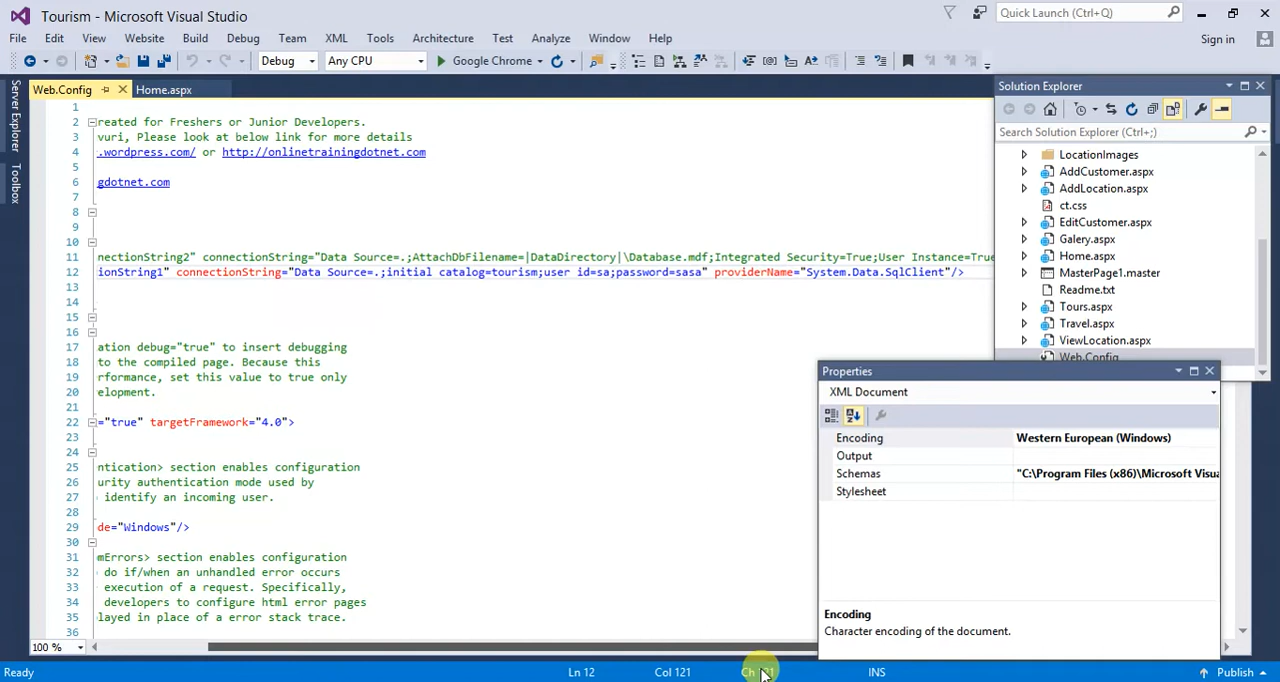 Tourism - Microsoft Visual Studio
Quick Launch (Ctrl+Q)
File Edit View Website Build Debug Team XML Tools Architecture Test Analyze Window Help
Sign in
Debug Any CPU Google Chrome
Server Explorer
Toolbox
Web.Config Home.aspx
1
2 reated for Freshers or Junior Developers.
3 vuri, Please look at below link for more details
4 .wordpress.com/ or http://onlinetrainingdotnet.com
5
6 gdotnet.com
7
8
9
10
11 nectionString2" connectionString="Data Source=.;AttachDbFilename=|DataDirectory|\Database.mdf;Integrated Security=True;User Instance=True
12 ionString1" connectionString="Data Source=.;initial catalog=tourism;user id=sa;password=sasa" providerName="System.Data.SqlClient"/>
13
14
15
16
17 ation debug="true" to insert debugging
18 to the compiled page. Because this
19 rformance, set this value to true only
20 elopment.
21
22 ="true" targetFramework="4.0">
23
24
25 ntication> section enables configuration
26 urity authentication mode used by
27 identify an incoming user.
28
29 de="Windows"/>
30
31 mErrors> section enables configuration
32 do if/when an unhandled error occurs
33 execution of a request. Specifically,
34 developers to configure html error pages
35 layed in place of a error stack trace.
36
100 %
Solution Explorer
Search Solution Explorer (Ctrl+;)
LocationImages
AddCustomer.aspx
AddLocation.aspx
ct.css
EditCustomer.aspx
Galery.aspx
Home.aspx
MasterPage1.master
Readme.txt
Tours.aspx
Travel.aspx
ViewLocation.aspx
Web.Config
Properties
XML Document
Encoding Western European (Windows)
Output
Schemas "C:\Program Files (x86)\Microsoft Visua
Stylesheet
Encoding
Character encoding of the document.
Ready Ln 12 Col 121 Ch 121 INS Publish